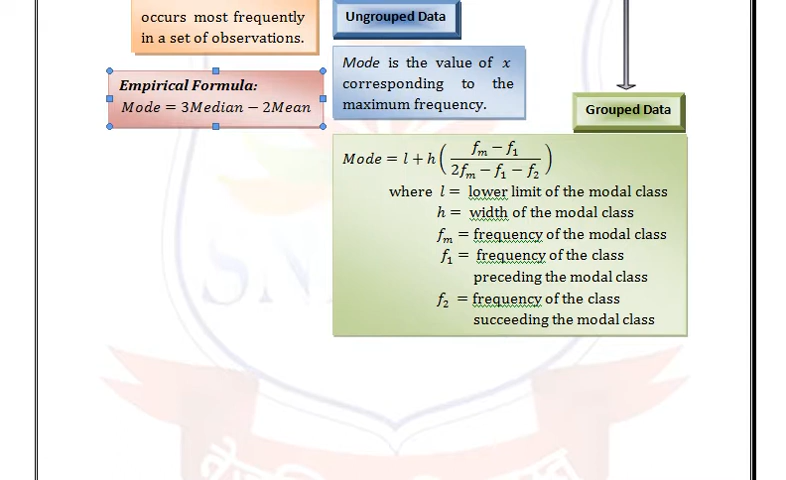 occurs most frequently
in a set of observations.
Empirical Formula:
Mode = 3Median − 2Mean
Ungrouped Data
Mode is the value of x
corresponding to the
maximum frequency.
Grouped Data
Mode = l + h ( (f_m − f_1) / (2f_m − f_1 − f_2) )
where l = lower limit of the modal class
h = width of the modal class
f_m = frequency of the modal class
f_1 = frequency of the class
preceding the modal class
f_2 = frequency of the class
succeeding the modal class